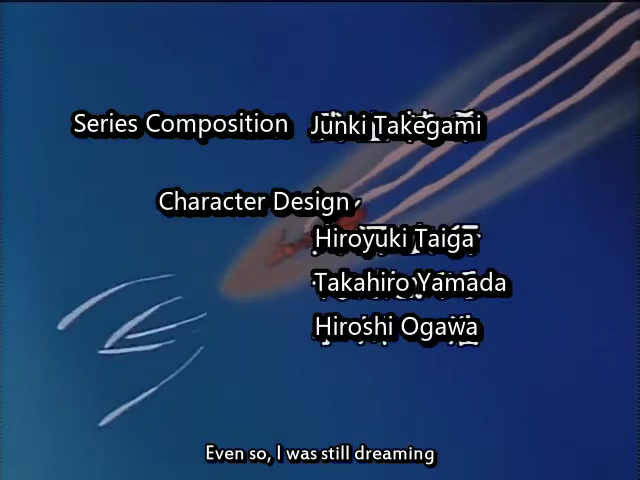 Series Composition Junki Takegami
Character Design
Hiroyuki Taiga
Takahiro Yamada
Hiroshi Ogawa
Even so, I was still dreaming